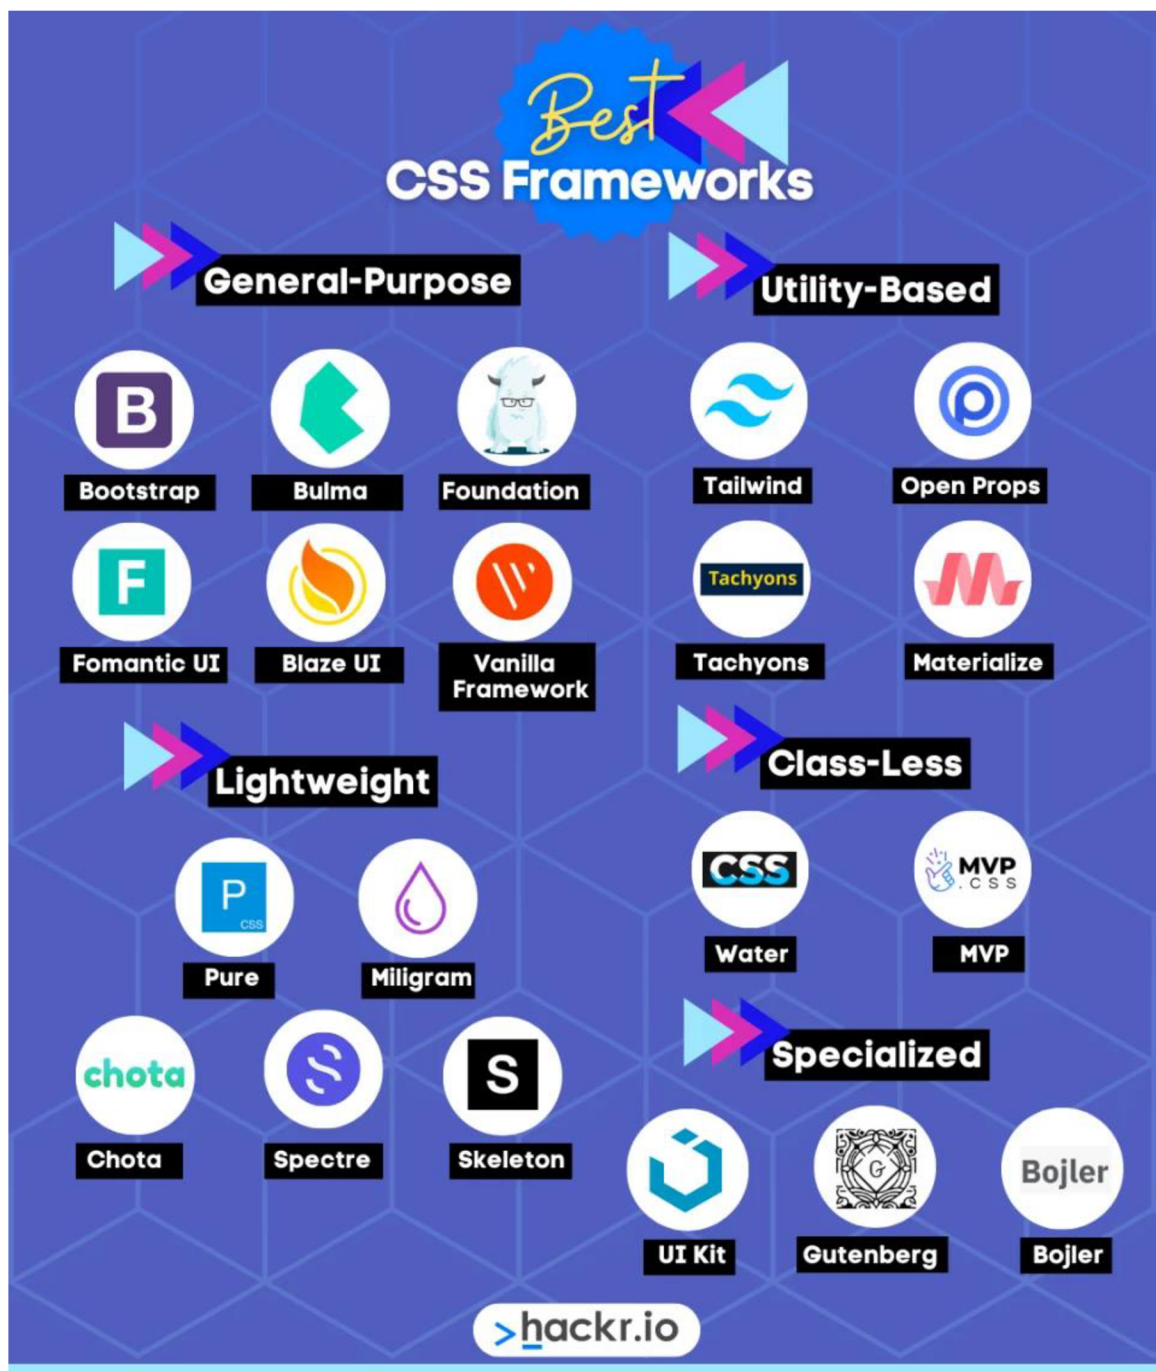 Best
CSS Frameworks
General-Purpose
B
Bootstrap
Bulma
Foundation
F
Fomantic UI
Blaze UI
Vanilla
Framework
Utility-Based
Tailwind
Open Props
Tachyons
Tachyons
Materialize
Lightweight
P
CSS
Pure
Miligram
chota
Chota
Spectre
S
Skeleton
Class-Less
CSS
Water
MVP
.CSS
MVP
Specialized
UI Kit
G
Gutenberg
Bojler
Bojler
>hackr.io